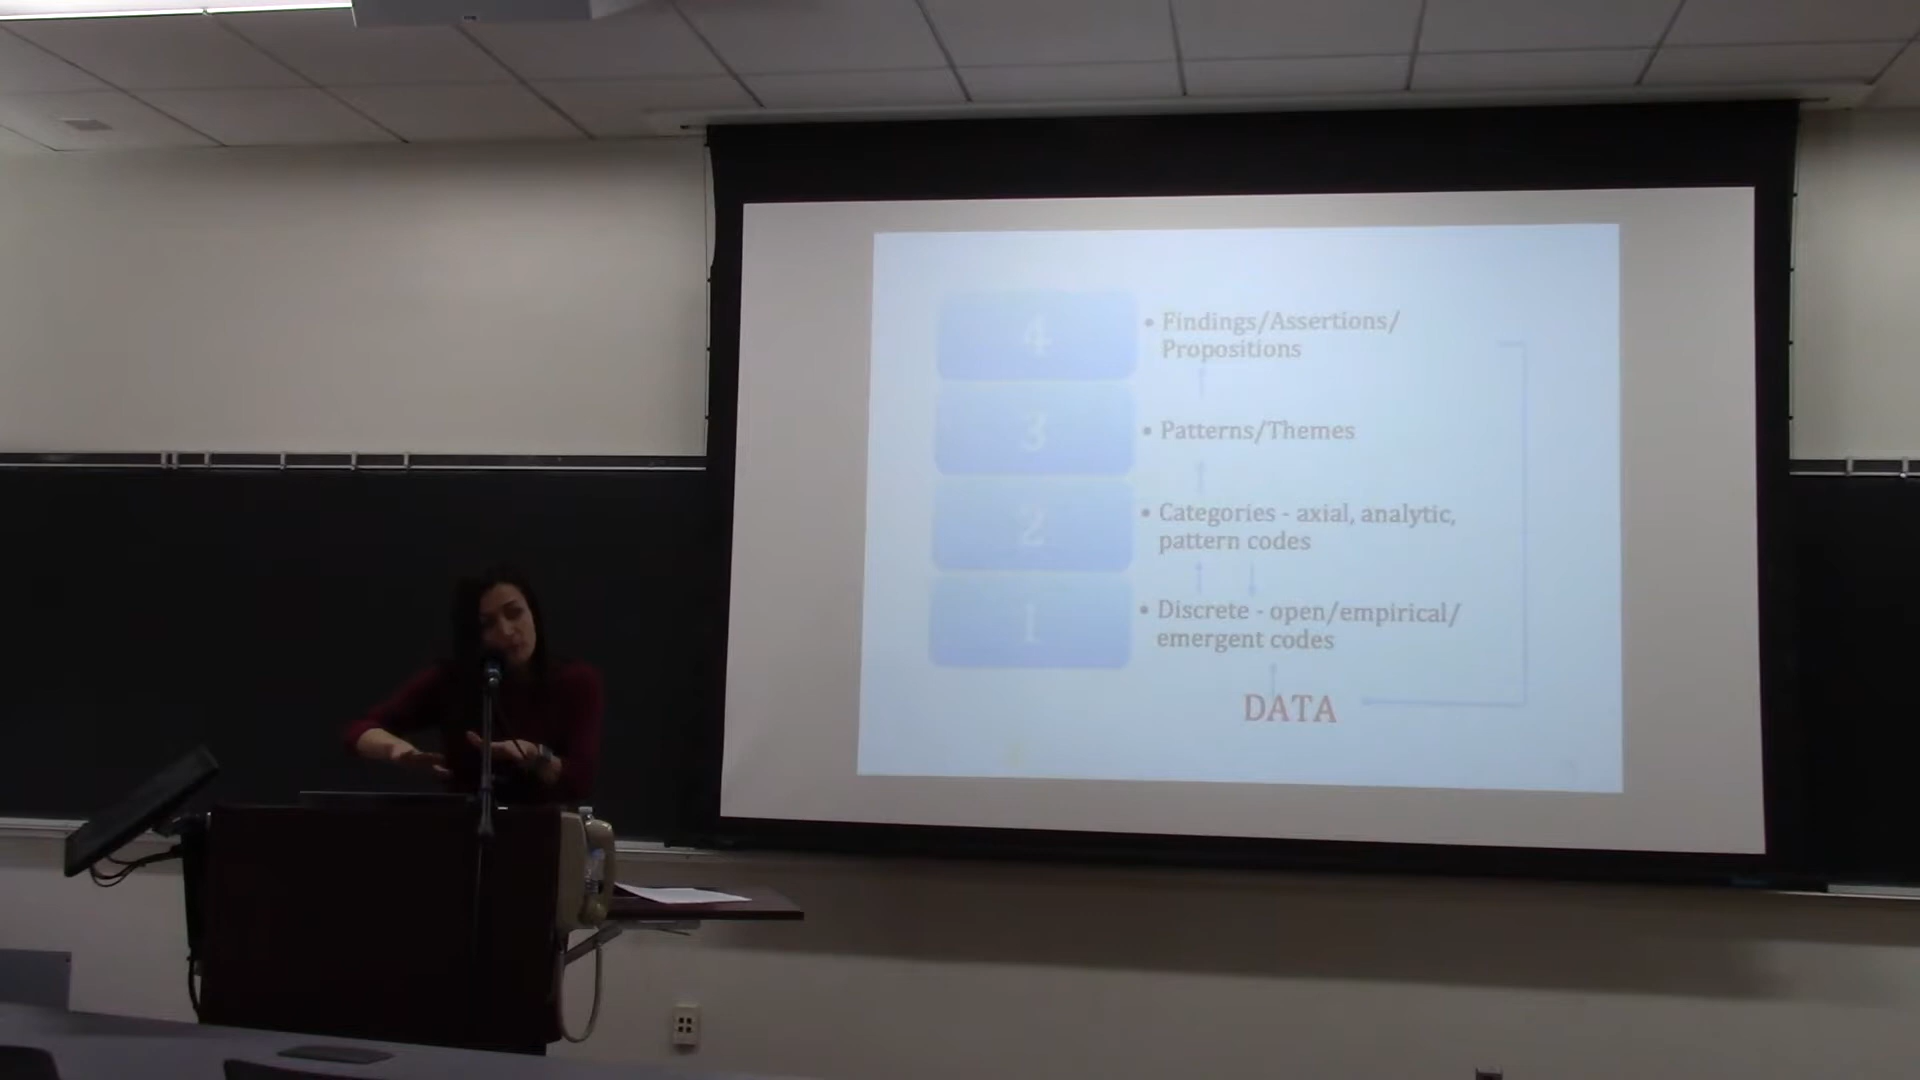 4
• Findings/Assertions/
Propositions
3
• Patterns/Themes
2
• Categories - axial, analytic,
pattern codes
1
• Discrete - open/empirical/
emergent codes
DATA